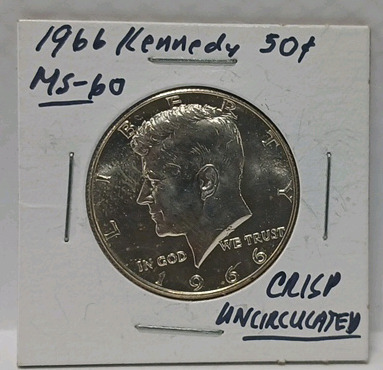 1966 Kennedy 50¢
MS-60
LIBERTY
IN GOD WE TRUST
1966
CRISP
UNCIRCULATED